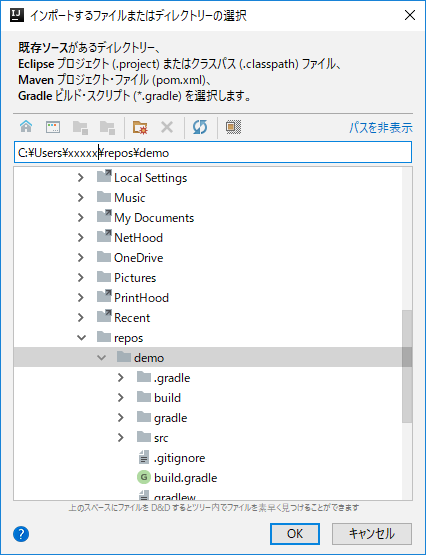 インポートするファイルまたはディレクトリーの選択
既存ソースがあるディレクトリー、
Eclipse プロジェクト (.project) またはクラスパス (.classpath) ファイル、
Maven プロジェクト・ファイル (pom.xml)、
Gradle ビルド・スクリプト (*.gradle) を選択します。
パスを非表示
C:¥Users¥xxxxx¥repos¥demo
Local Settings
Music
My Documents
NetHood
OneDrive
Pictures
PrintHood
Recent
repos
demo
.gradle
build
gradle
src
.gitignore
build.gradle
gradlew
上のスペースにファイルを D&D するとツリー内でファイルを素早く見つけることができます
OK
キャンセル